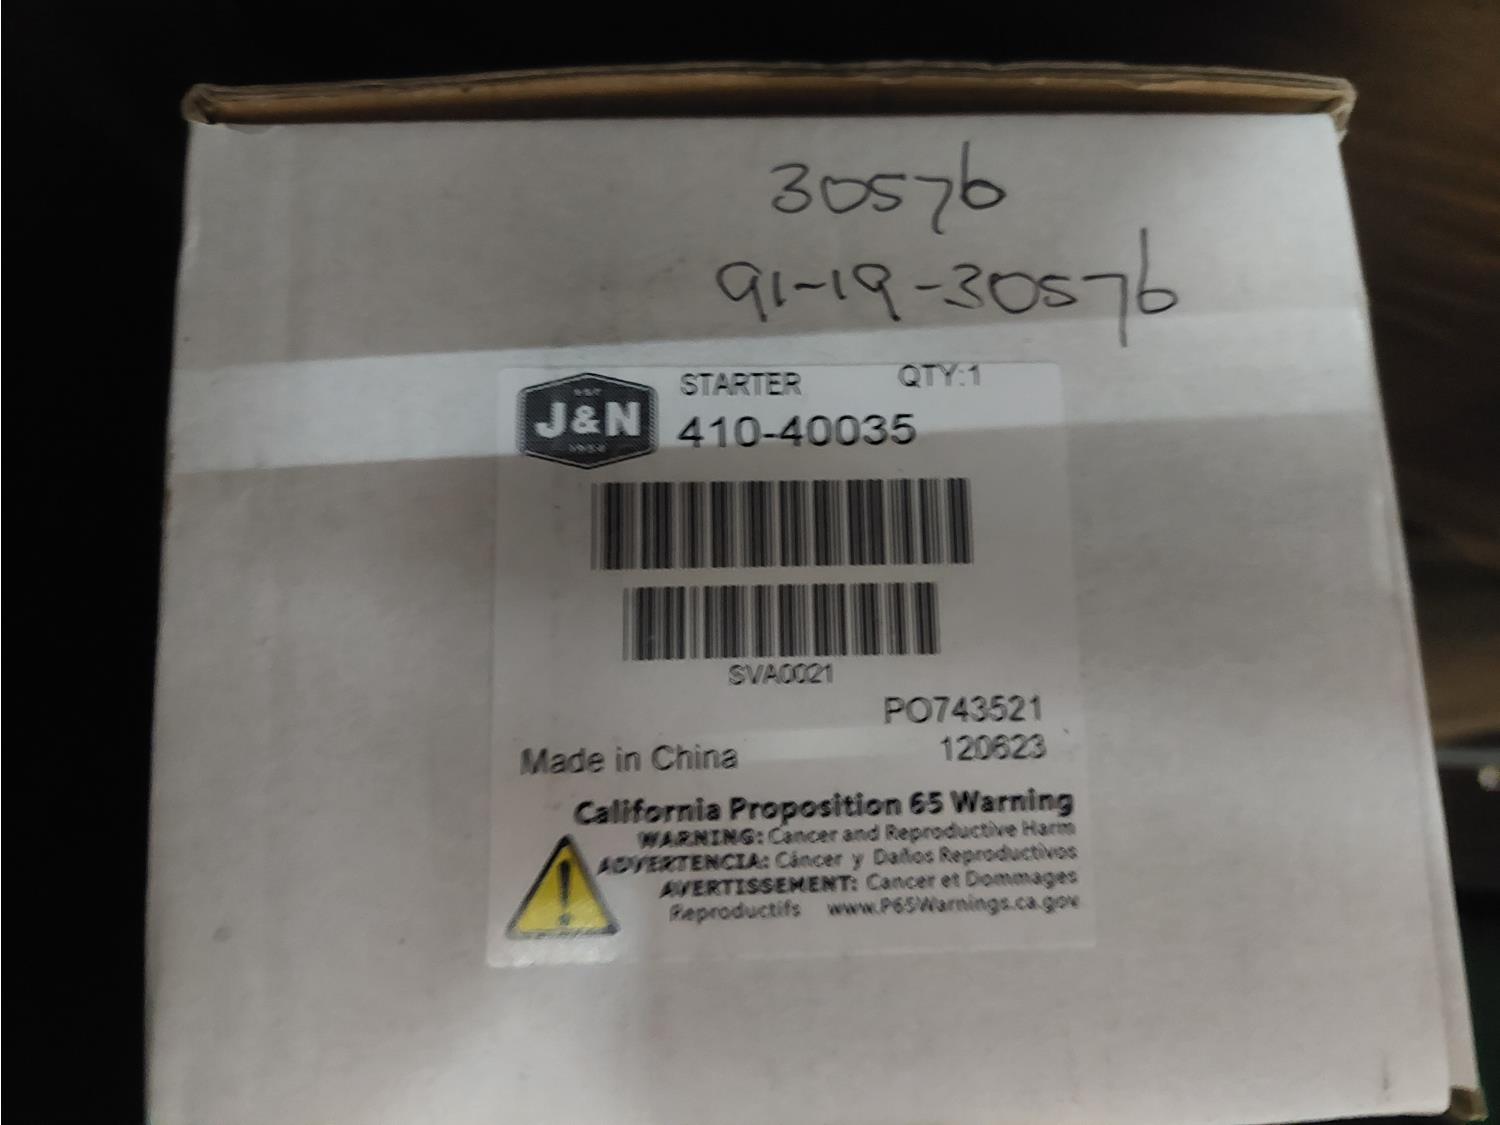 30576
91-19-30576
J&N
STARTER QTY:1
410-40035
SVA0021
PO743521
Made in China 120623
California Proposition 65 Warning
WARNING: Cancer and Reproductive Harm
ADVERTENCIA: Cáncer y Daños Reproductivos
AVERTISSEMENT: Cancer et Dommages
Reproductifs www.P65Warnings.ca.gov